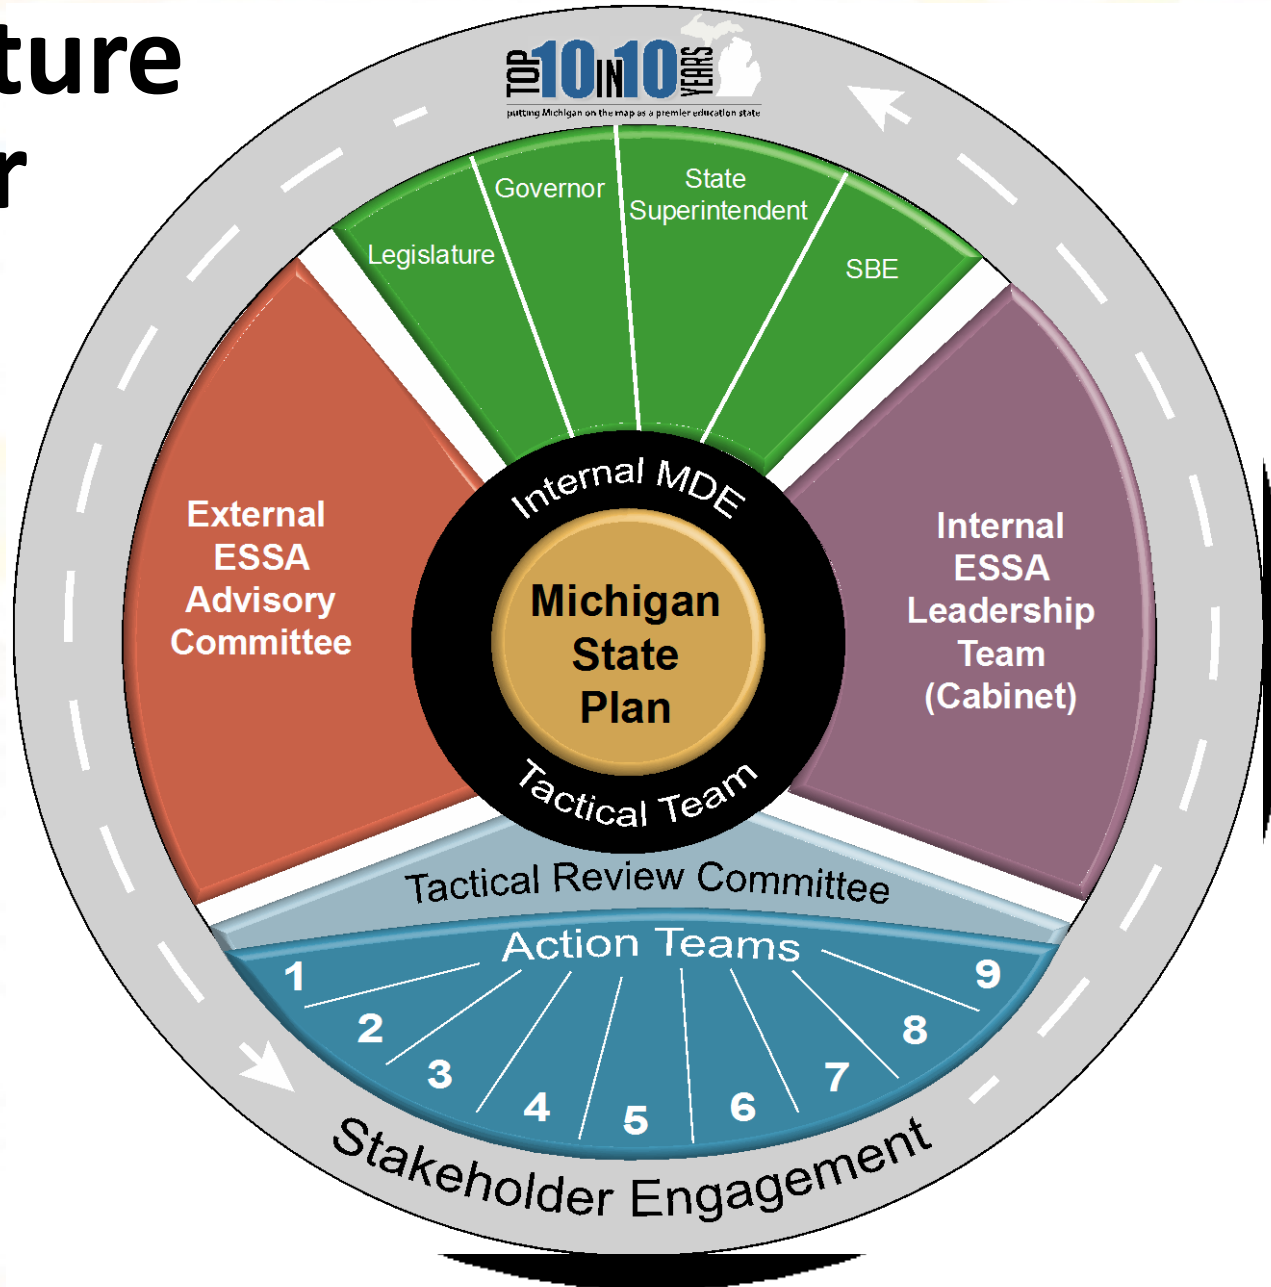 ture
r
TOP 10 IN 10 YEARS
putting Michigan on the map as a premier education state
Legislature
Governor
State
Superintendent
SBE
External
ESSA
Advisory
Committee
Internal MDE
Michigan
State
Plan
Tactical Team
Internal
ESSA
Leadership
Team
(Cabinet)
Tactical Review Committee
Action Teams
1
2
3
4
5
6
7
8
9
Stakeholder Engagement